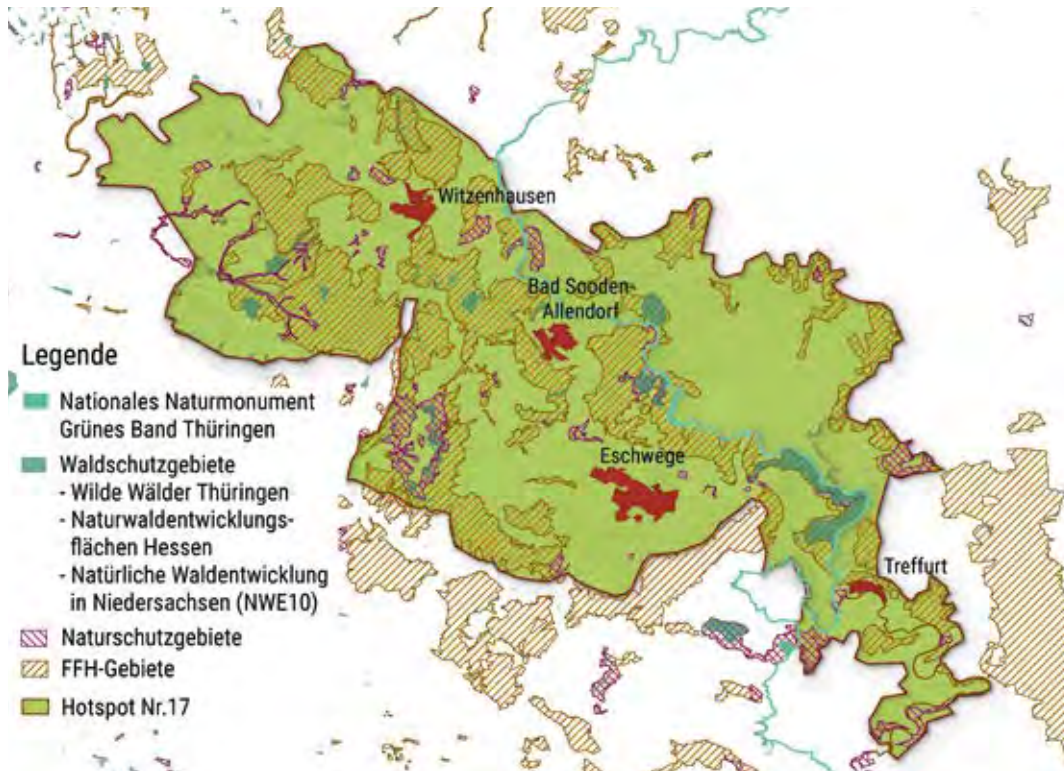 Witzenhausen
Bad Sooden-
Allendorf
Eschwege
Treffurt
Legende
Nationales Naturmonument
Grünes Band Thüringen
Waldschutzgebiete
- Wilde Wälder Thüringen
- Naturwaldentwicklungs-
flächen Hessen
- Natürliche Waldentwicklung
in Niedersachsen (NWE10)
Naturschutzgebiete
FFH-Gebiete
Hotspot Nr.17